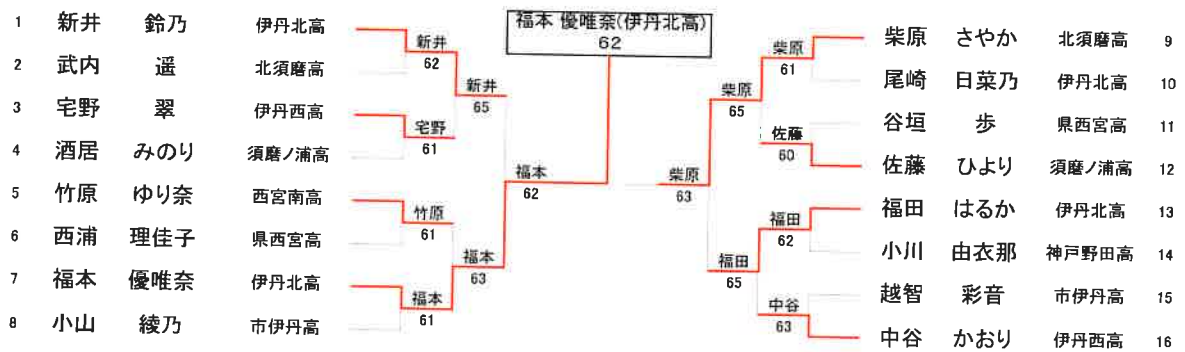 1 新井 鈴乃 伊丹北高
2 武内 遥 北須磨高
3 宅野 翠 伊丹西高
4 酒居 みのり 須磨ノ浦高
5 竹原 ゆり奈 西宮南高
6 西浦 理佳子 県西宮高
7 福本 優唯奈 伊丹北高
8 小山 綾乃 市伊丹高
新井
62
宅野
61
竹原
61
福本
61
新井
65
福本
63
福本
62
福本 優唯奈(伊丹北高)
62
柴原
63
柴原
65
福田
65
柴原
61
佐藤
60
福田
62
中谷
63
柴原 さやか 北須磨高 9
尾崎 日菜乃 伊丹北高 10
谷垣 歩 県西宮高 11
佐藤 ひより 須磨ノ浦高 12
福田 はるか 伊丹北高 13
小川 由衣那 神戸野田高 14
越智 彩音 市伊丹高 15
中谷 かおり 伊丹西高 16